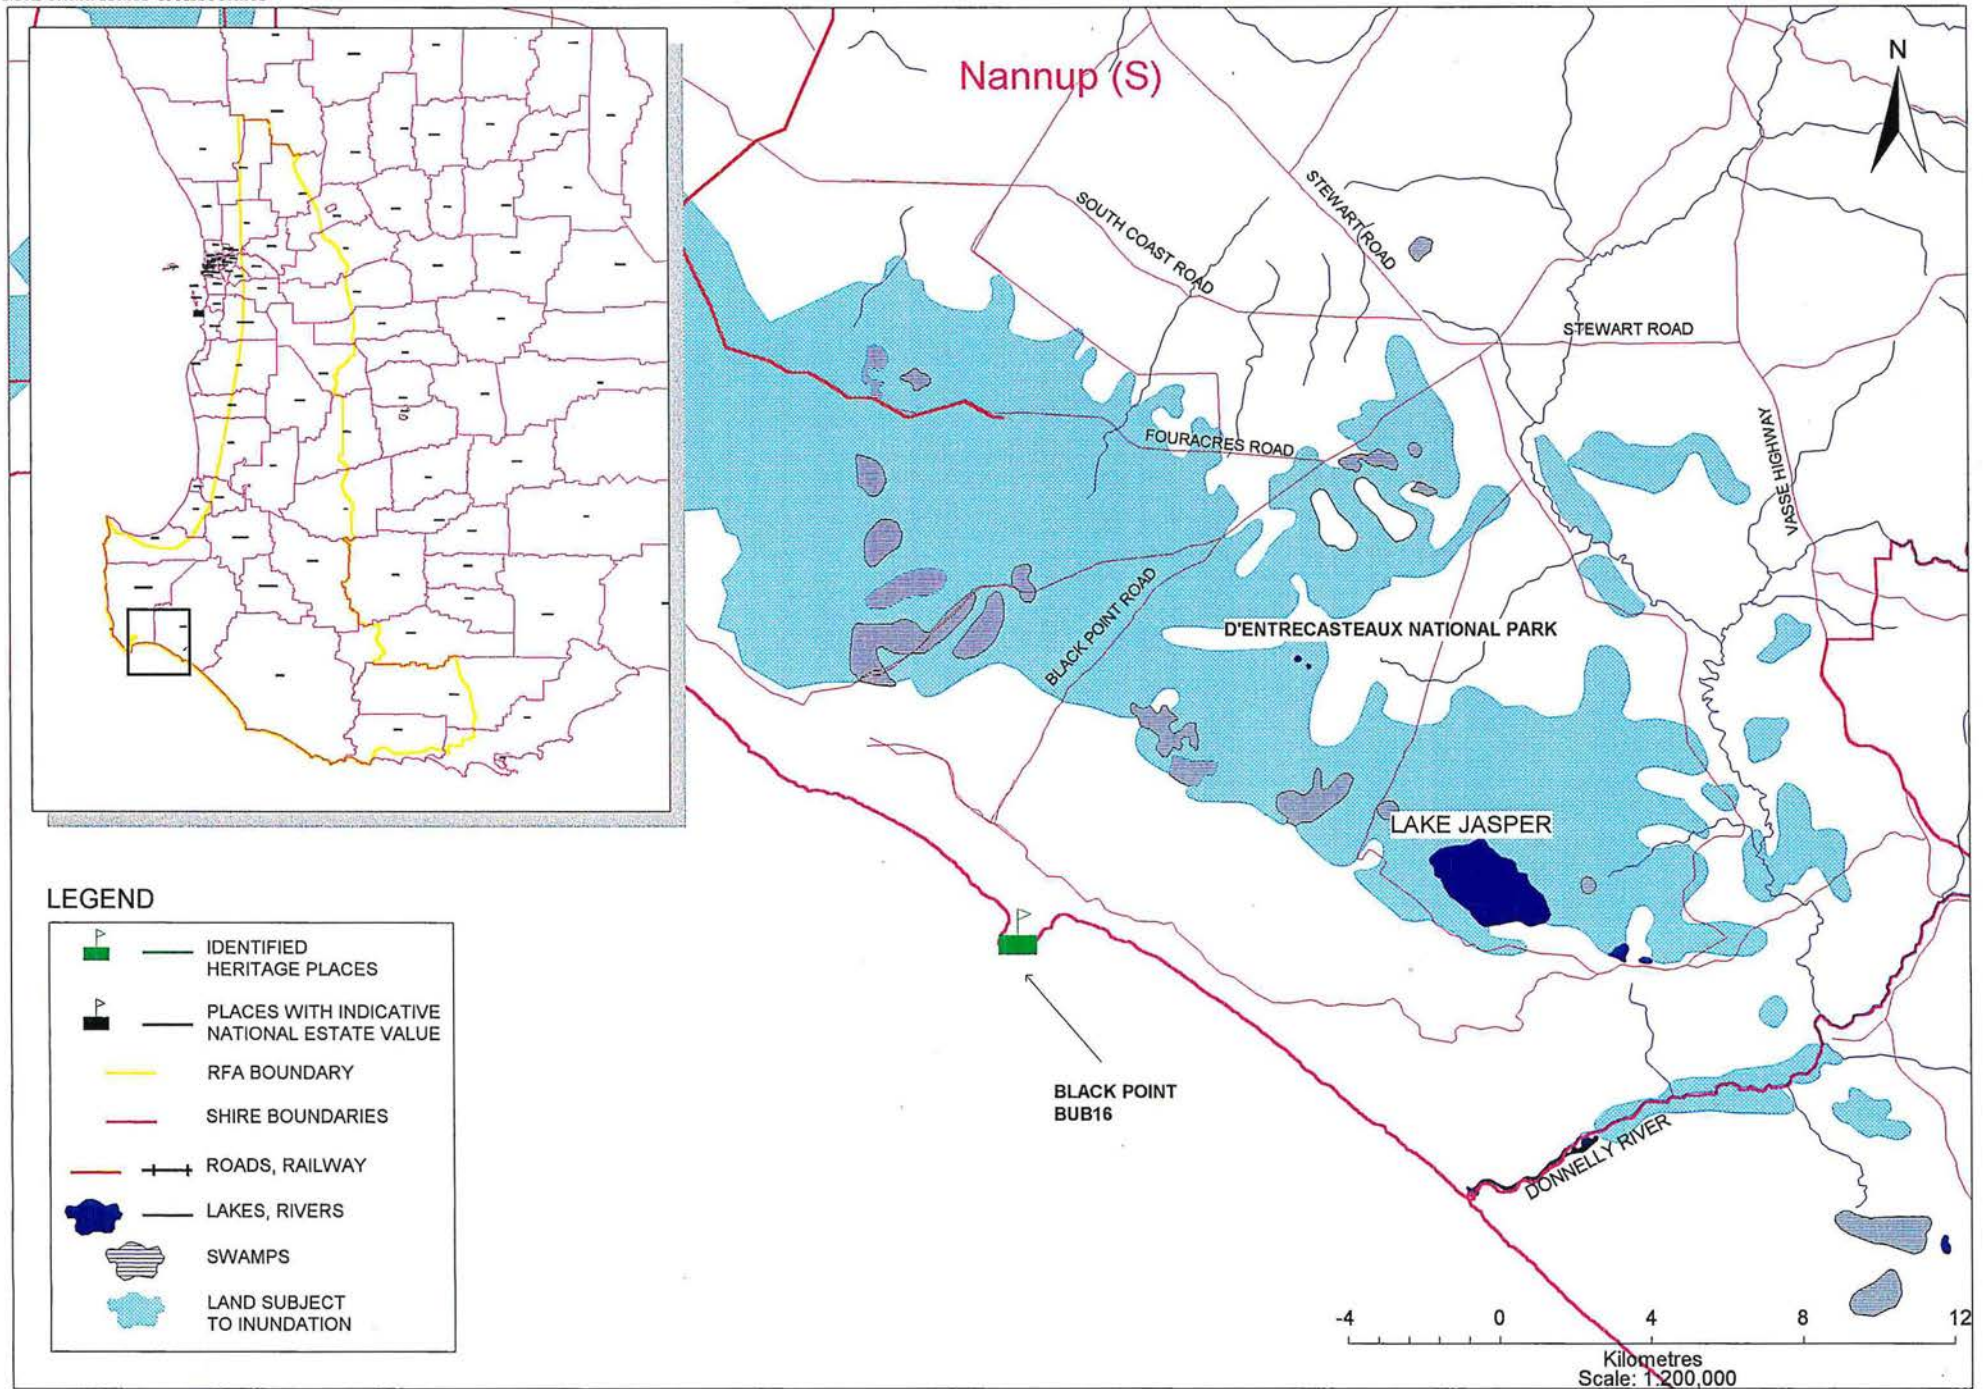 Nannup (S)
N
SOUTH COAST ROAD
STEWART ROAD
STEWART ROAD
FOURACRES ROAD
VASSE HIGHWAY
BLACK POINT ROAD
D'ENTRECASTEAUX NATIONAL PARK
LAKE JASPER
BLACK POINT
BUB16
DONNELLY RIVER
LEGEND
IDENTIFIED
HERITAGE PLACES
PLACES WITH INDICATIVE
NATIONAL ESTATE VALUE
RFA BOUNDARY
SHIRE BOUNDARIES
ROADS, RAILWAY
LAKES, RIVERS
SWAMPS
LAND SUBJECT
TO INUNDATION
-4 0 4 8 12
Kilometres
Scale: 1:200,000